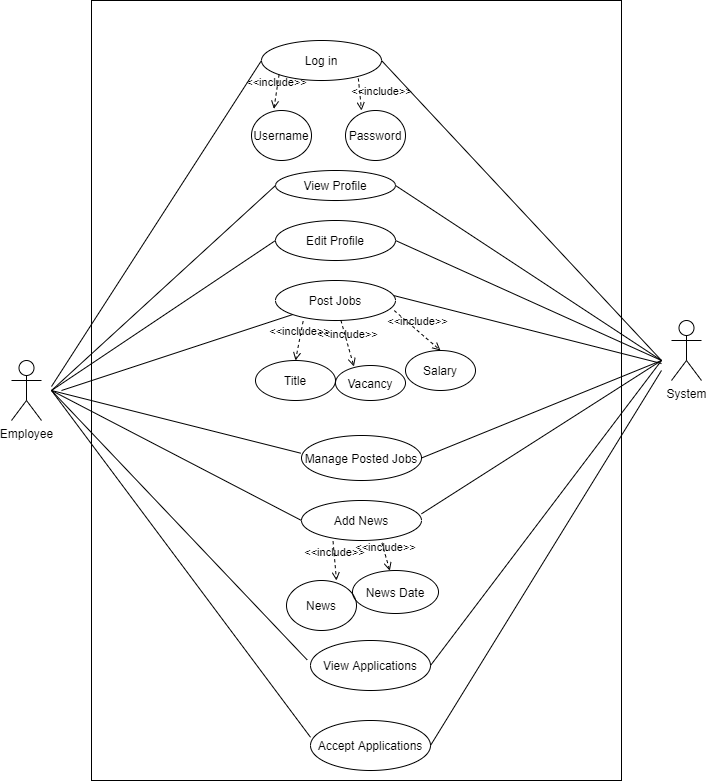 Log in
<<include>>
<<include>>
Username
Password
View Profile
Edit Profile
Post Jobs
<<include>>
<<include>>
<<include>>
Title
Vacancy
Salary
Employee
System
Manage Posted Jobs
Add News
<<include>>
<<include>>
News
News Date
View Applications
Accept Applications